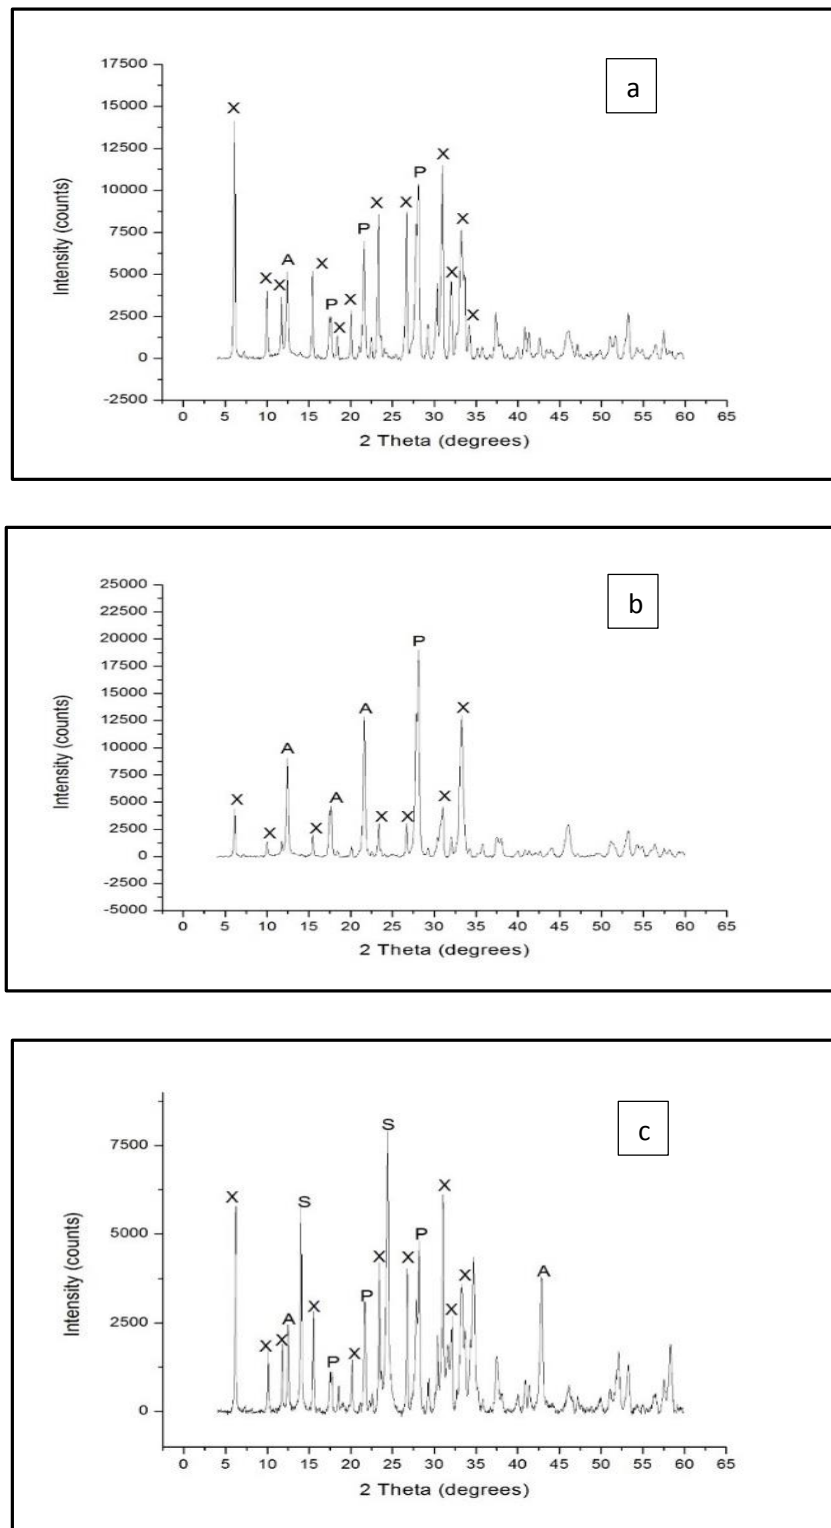 a
17500
15000
12500
10000
7500
5000
2500
0
-2500
Intensity (counts)
X
X
X
A
X
P
X
X
P
X
X
P
X
X
X
X
0 5 10 15 20 25 30 35 40 45 50 55 60 65
2 Theta (degrees)
b
25000
22500
20000
17500
15000
12500
10000
7500
5000
2500
0
-2500
-5000
Intensity (counts)
X
X
A
X
A
A
X
X
P
X
X
0 5 10 15 20 25 30 35 40 45 50 55 60 65
2 Theta (degrees)
c
7500
5000
2500
0
Intensity (counts)
X
X
X
A
S
X
P
X
P
X
S
X
P
X
X
X
A
0 5 10 15 20 25 30 35 40 45 50 55 60 65
2 Theta (degrees)